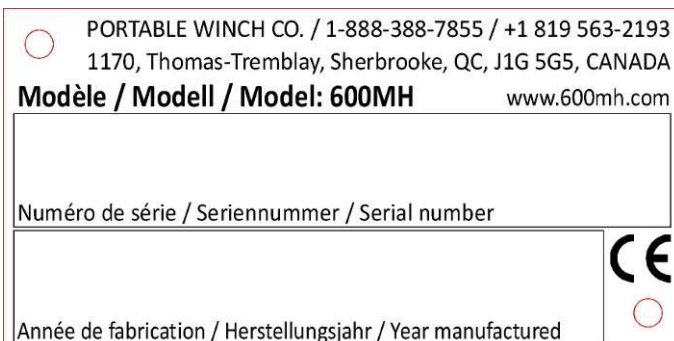 PORTABLE WINCH CO. / 1-888-388-7855 / +1 819 563-2193
1170, Thomas-Tremblay, Sherbrooke, QC, J1G 5G5, CANADA
Modèle / Modell / Model: 600MH www.600mh.com
Numéro de série / Seriennummer / Serial number
CE
Année de fabrication / Herstellungsjahr / Year manufactured